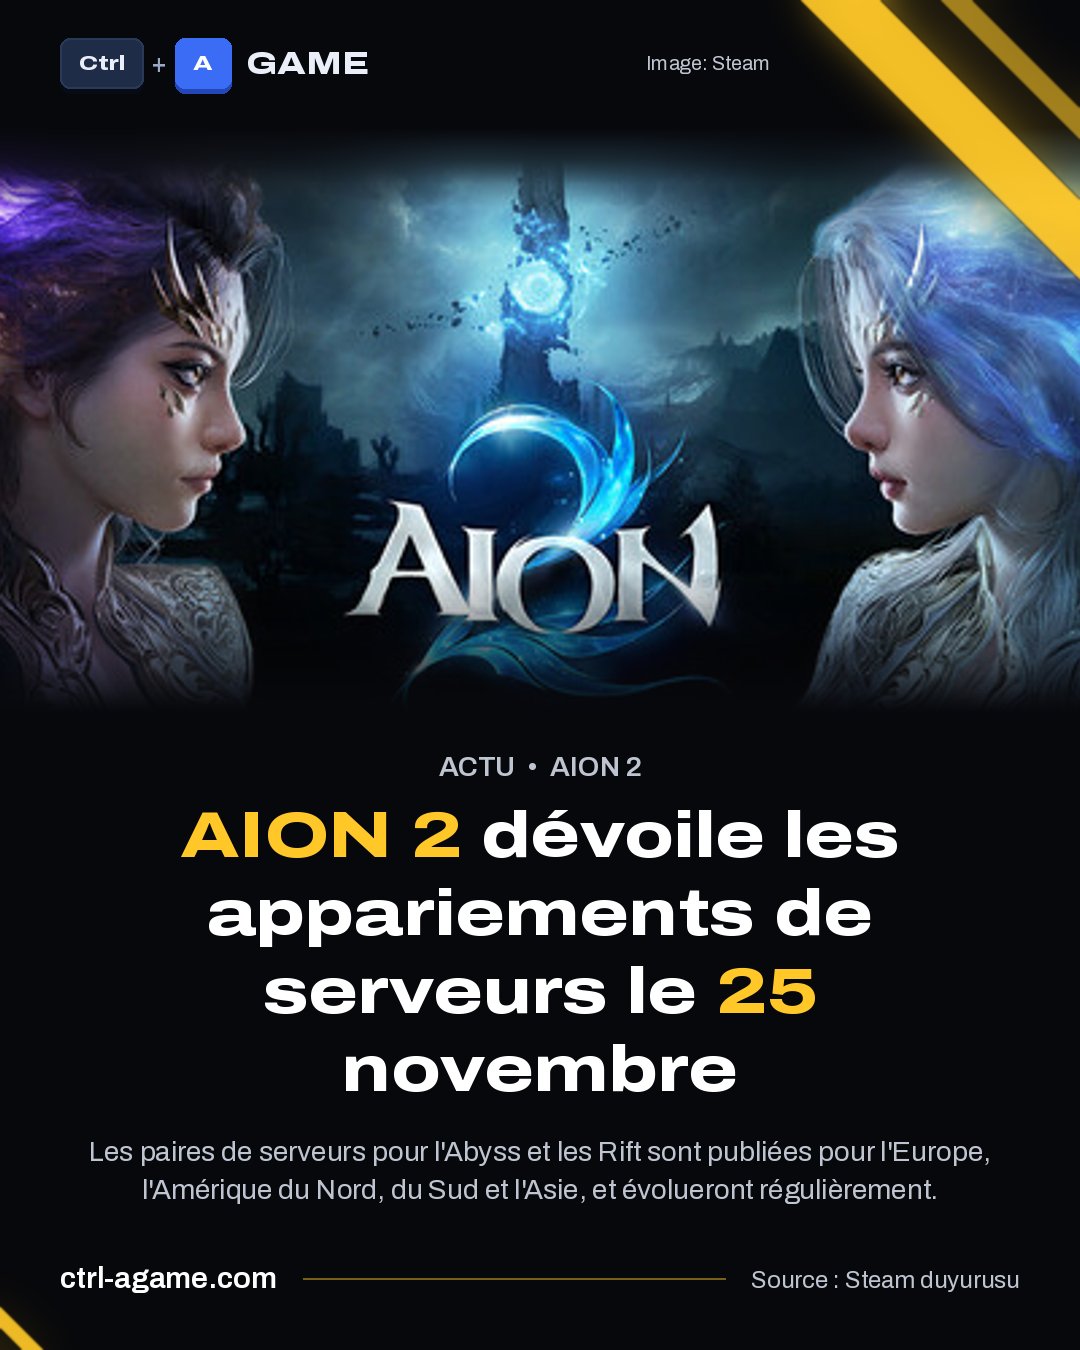 Ctrl + A GAME
Image: Steam
AION 2
ACTU • AION 2
AION 2 dévoile les
appariements de
serveurs le 25
novembre
Les paires de serveurs pour l'Abyss et les Rift sont publiées pour l'Europe,
l'Amérique du Nord, du Sud et l'Asie, et évolueront régulièrement.
ctrl-agame.com
Source : Steam duyurusu